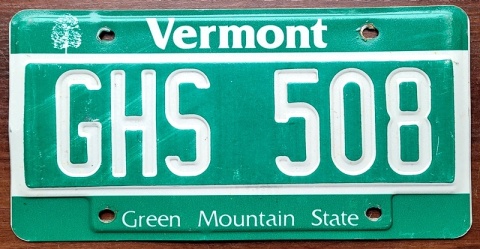 Vermont
GHS 508
Green Mountain State